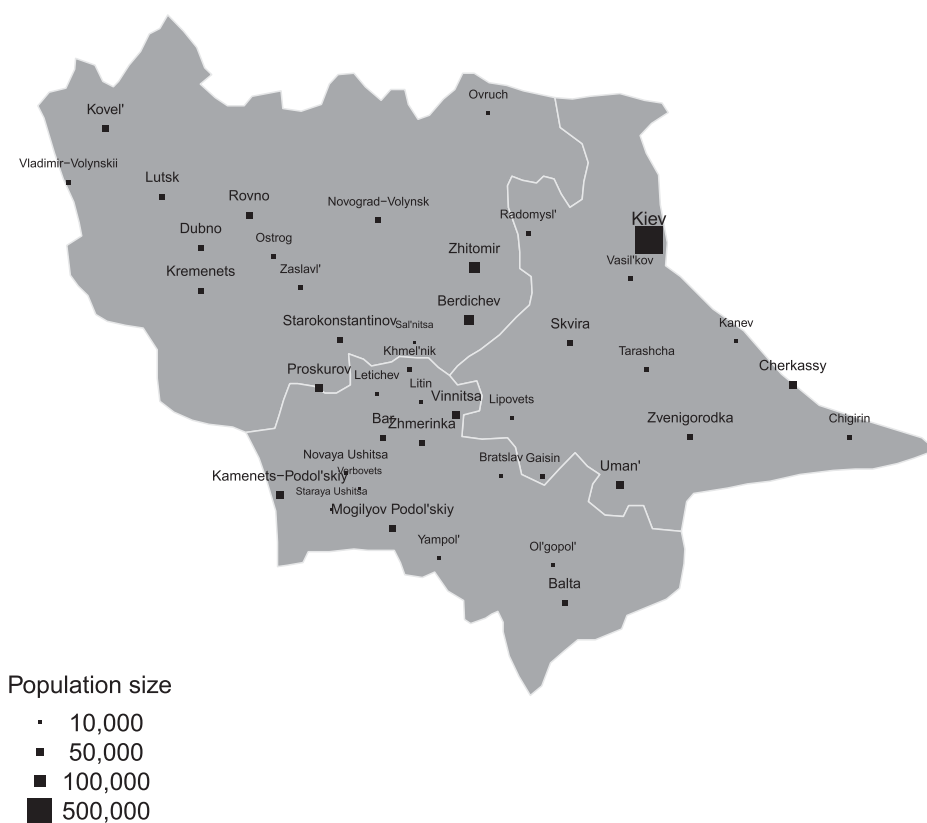 Ovruch
Kovel'
Vladimir−Volynskii
Lutsk
Rovno
Novograd−Volynsk
Radomysl'
Kiev
Dubno
Ostrog
Zhitomir
Vasil'kov
Kremenets
Zaslavl'
Berdichev
Starokonstantinov
Sal'nitsa
Skvira
Kanev
Khmel'nik
Tarashcha
Proskurov
Letichev
Cherkassy
Litin
Vinnitsa
Lipovets
Bar
Zhmerinka
Zvenigorodka
Chigirin
Novaya Ushitsa
Bratslav
Gaisin
Verbovets
Uman'
Kamenets−Podol'skiy
Staraya Ushitsa
Mogilyov Podol'skiy
Yampol'
Ol'gopol'
Balta
Population size
10,000
50,000
100,000
500,000